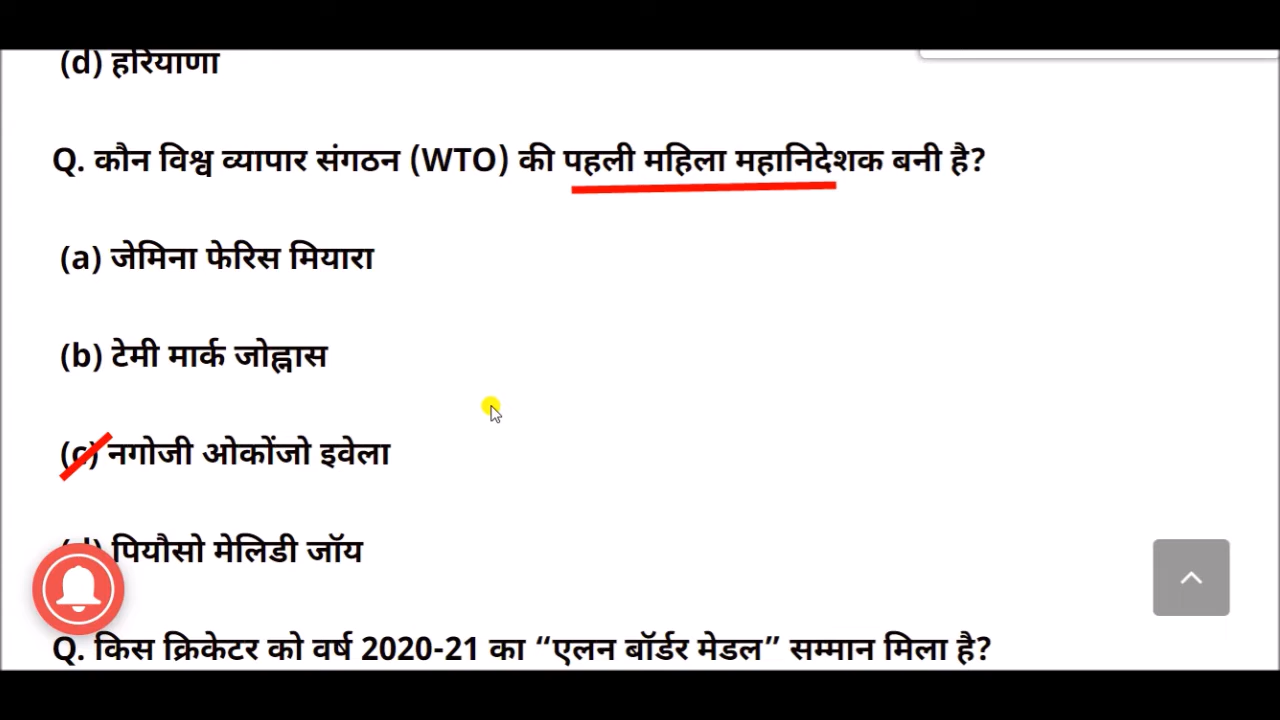 (d) हरियाणा
Q. कौन विश्व व्यापार संगठन (WTO) की पहली महिला महानिदेशक बनी है?
(a) जेमिना फेरिस मियारा
(b) टेमी मार्क जोह्नास
(c) नगोजी ओकोंजो इवेला
(d) पियौसो मेलिडी जॉय
Q. किस क्रिकेटर को वर्ष 2020-21 का “एलन बॉर्डर मेडल” सम्मान मिला है?